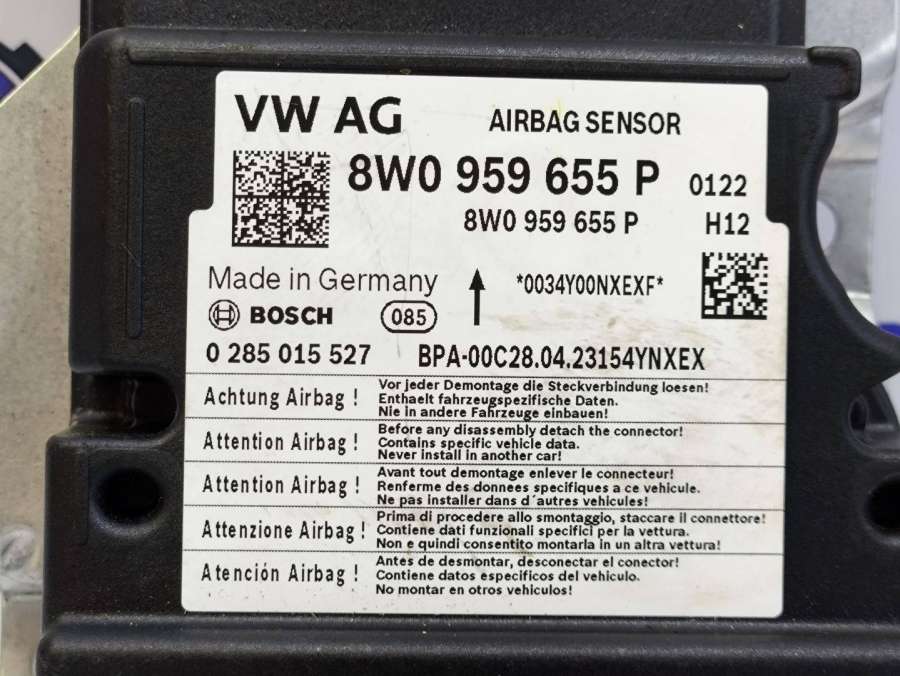 VW AG
AIRBAG SENSOR
8W0 959 655 P 0122
8W0 959 655 P H12
Made in Germany
*0034Y00NXEXF*
BOSCH 085
0 285 015 527 BPA-00C28.04.23154YNXEX
Achtung Airbag !
Vor jeder Demontage die Steckverbindung loesen!
Enthaelt fahrzeugspezifische Daten.
Nie in andere Fahrzeuge einbauen!
Attention Airbag !
Before any disassembly detach the connector!
Contains specific vehicle data.
Never install in another car!
Attention Airbag !
Avant tout demontage enlever le connecteur!
Renferme des donnees specifiques a ce vehicule.
Ne pas installer dans d´autres vehicules!
Attenzione Airbag !
Prima di procedere allo smontaggio, staccare il connettore!
Contiene dati funzionali specifici per la vettura.
Non e quindi consentito montarla in un altra vettura!
Atención Airbag !
Antes de desmontar, desconectar el conector!
Contiene datos especificos del vehiculo.
No montar en otros vehiculos!